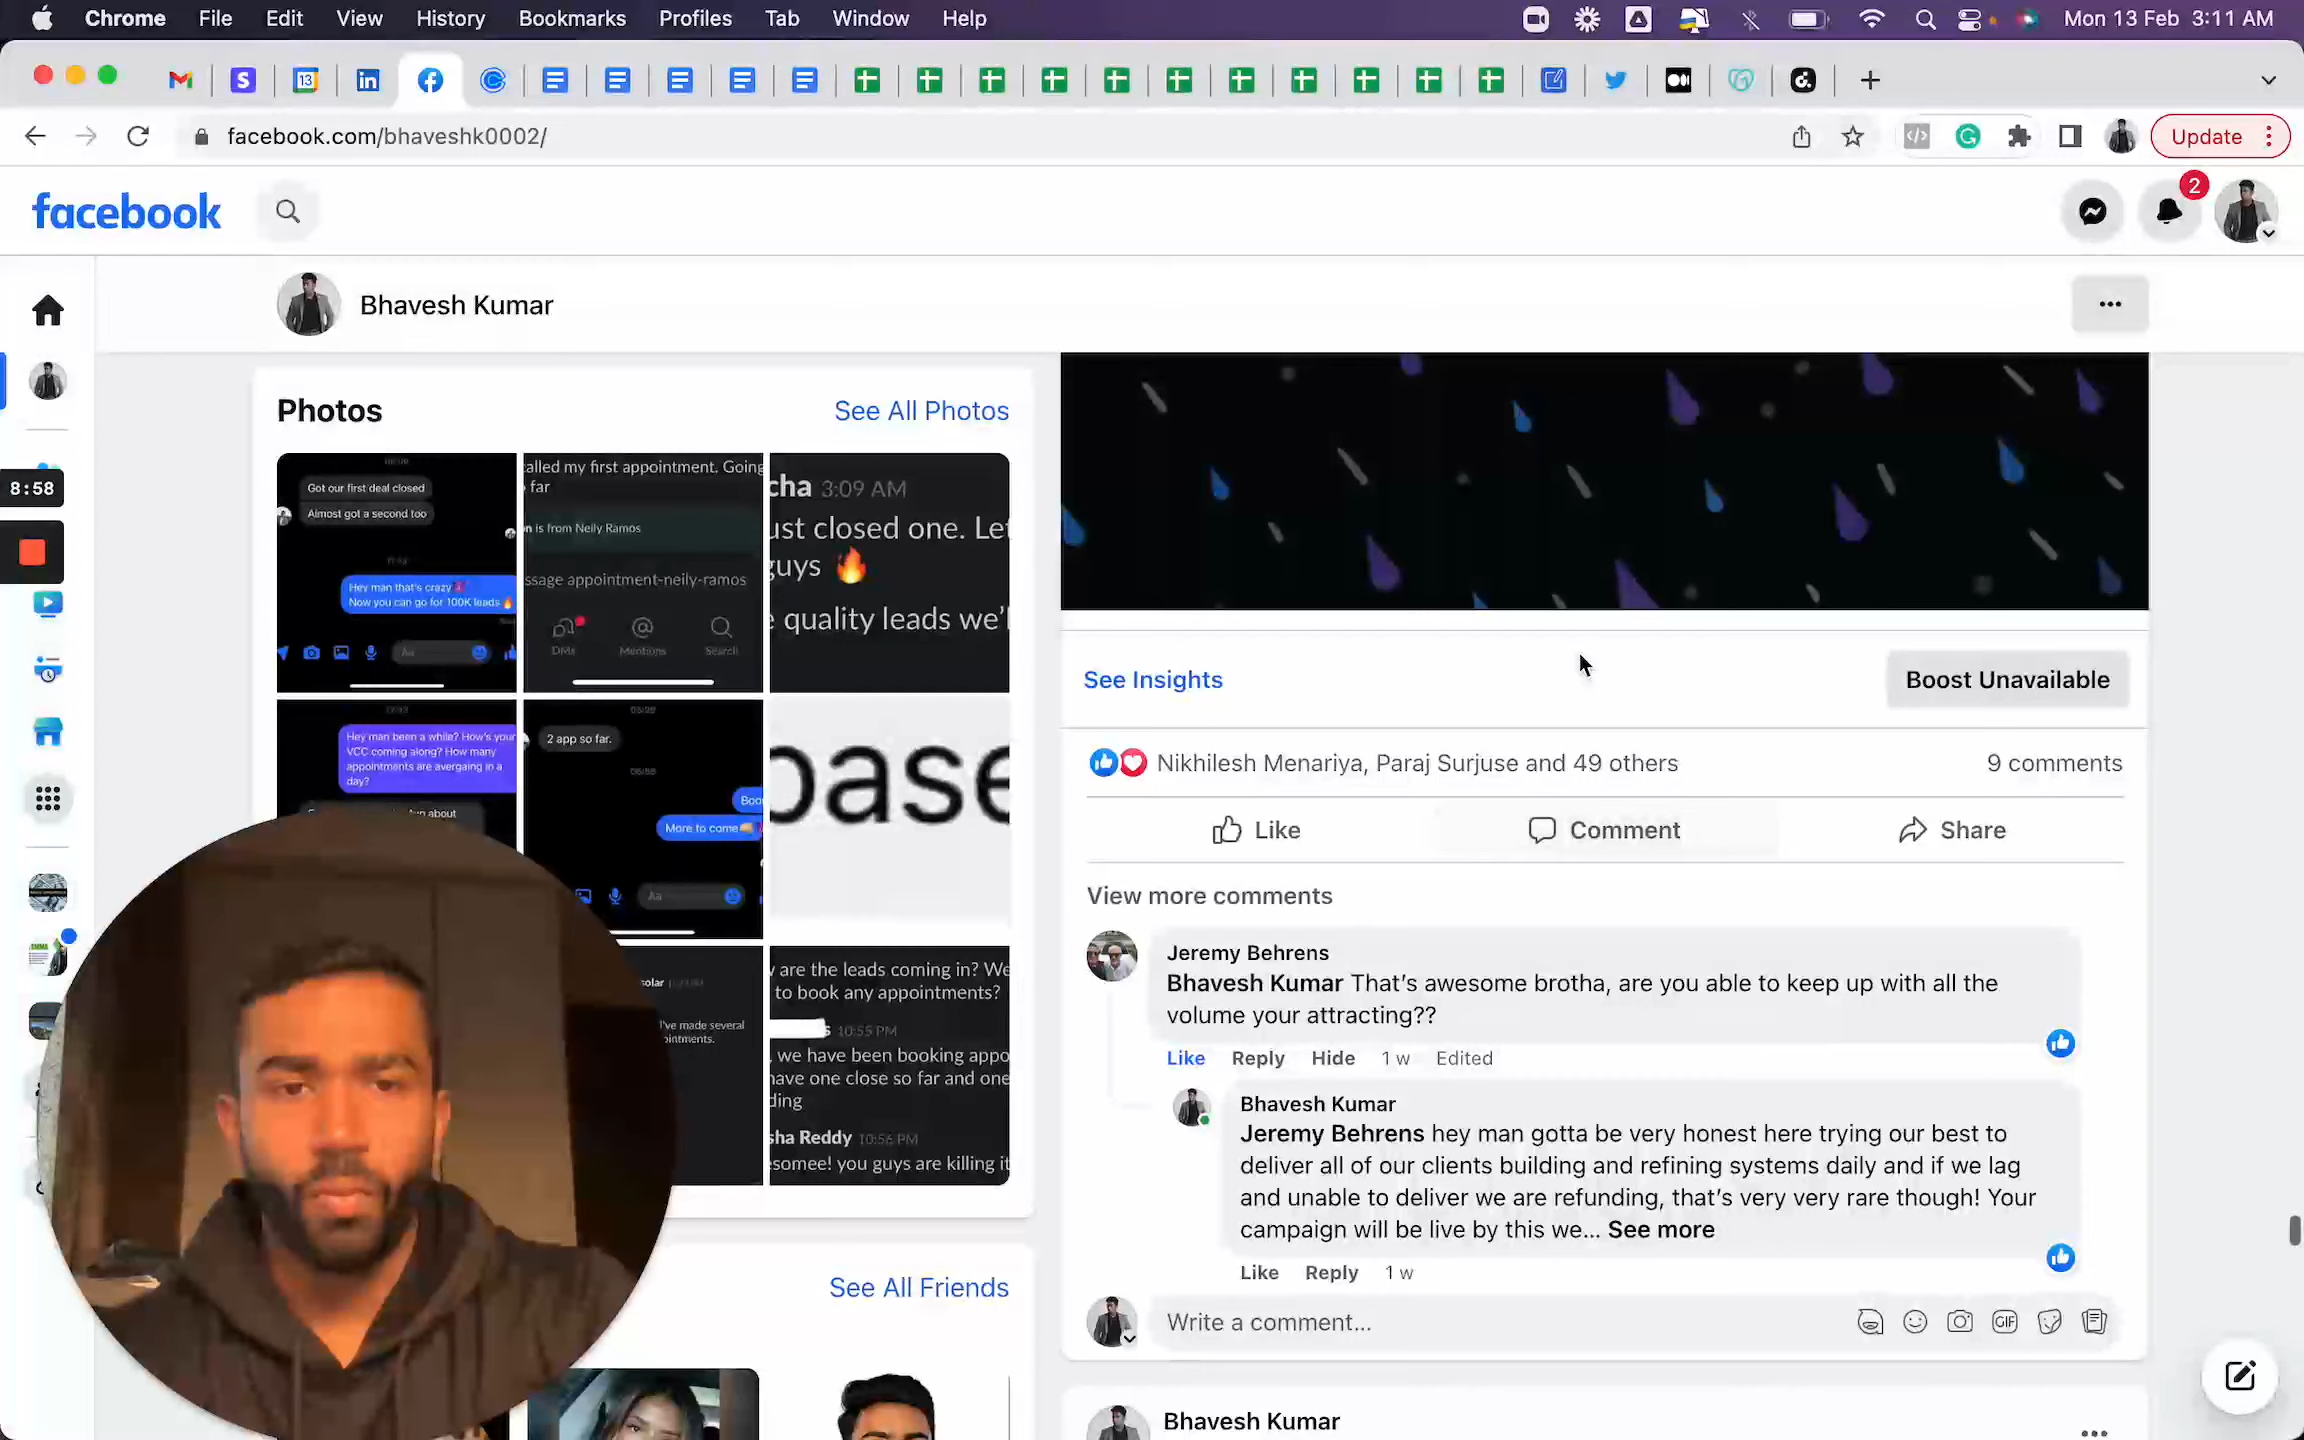 Chrome File Edit View History Bookmarks Profiles Tab Window Help Mon 13 Feb 3:11 AM
facebook.com/bhaveshk0002/
Update
facebook
2
Bhavesh Kumar
8:58
Photos
See All Photos
Got our first deal closed
Almost got a second too
Hey man that's crazy
Now you can go for 100K leads 🔥
Aa
alled my first appointment. Going
far
n is from Neily Ramos
ssage appointment-neily-ramos
DMs Mentions Search
cha 3:09 AM
ust closed one. Let
guys 🔥
e quality leads we'l
Hey man been a while? How's your
VCC coming along? How many
appointments are avergaing in a
day?
about
2 app so far.
Boo
More to come
Aa
base
solar
I've made several
ointments.
are the leads coming in? We
to book any appointments?
s 10:55 PM
, we have been booking appo
have one close so far and one
ding
sha Reddy 10:56 PM
esomee! you guys are killing it
See All Friends
See Insights
Boost Unavailable
Nikhilesh Menariya, Paraj Surjuse and 49 others
9 comments
Like Comment Share
View more comments
Jeremy Behrens
Bhavesh Kumar That's awesome brotha, are you able to keep up with all the
volume your attracting??
Like Reply Hide 1 w Edited
Bhavesh Kumar
Jeremy Behrens hey man gotta be very honest here trying our best to
deliver all of our clients building and refining systems daily and if we lag
and unable to deliver we are refunding, that's very very rare though! Your
campaign will be live by this we... See more
Like Reply 1 w
Write a comment...
GIF
Bhavesh Kumar